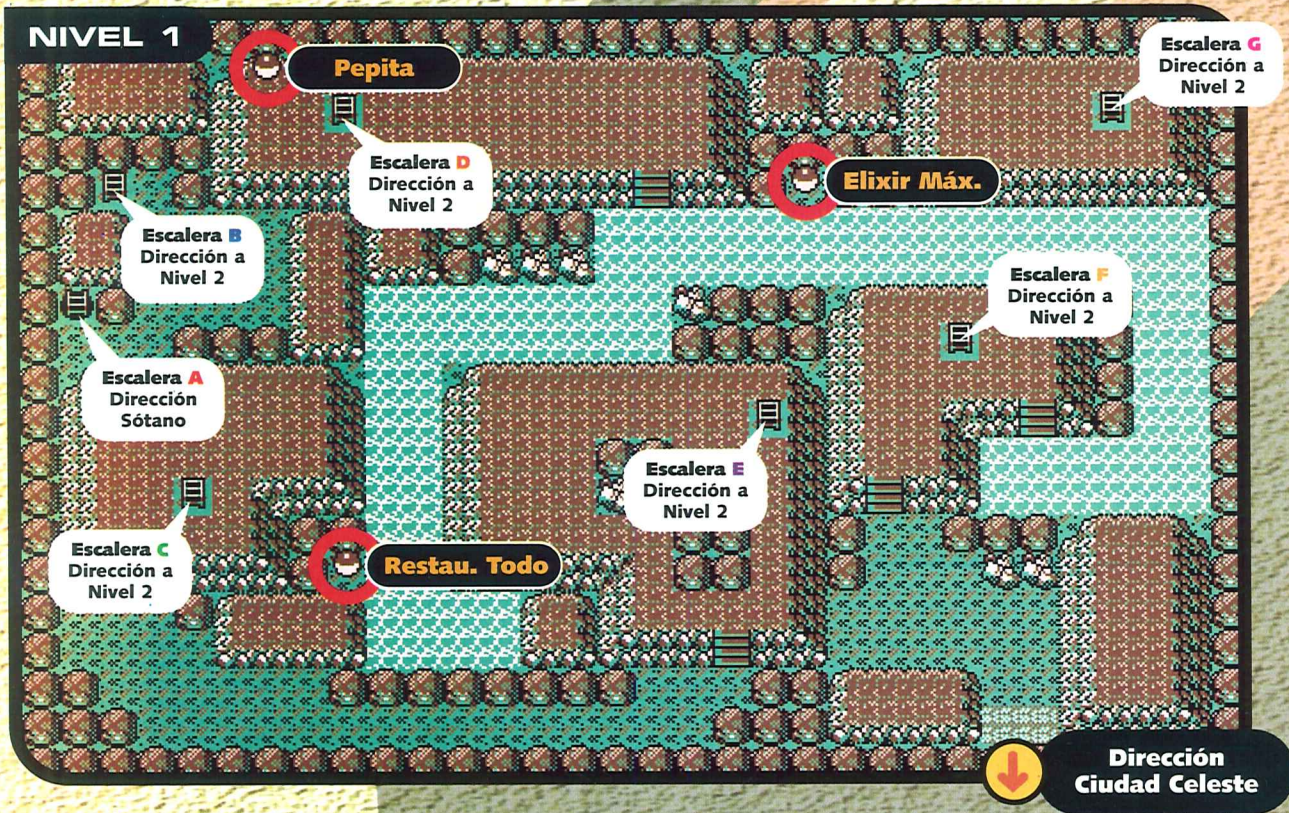 NIVEL 1
Pepita
Escalera G
Dirección a
Nivel 2
Escalera D
Dirección a
Nivel 2
Elixir Máx.
Escalera B
Dirección a
Nivel 2
Escalera F
Dirección a
Nivel 2
Escalera A
Dirección
Sótano
Escalera E
Dirección a
Nivel 2
Escalera C
Dirección a
Nivel 2
Restau. Todo
Dirección
Ciudad Celeste